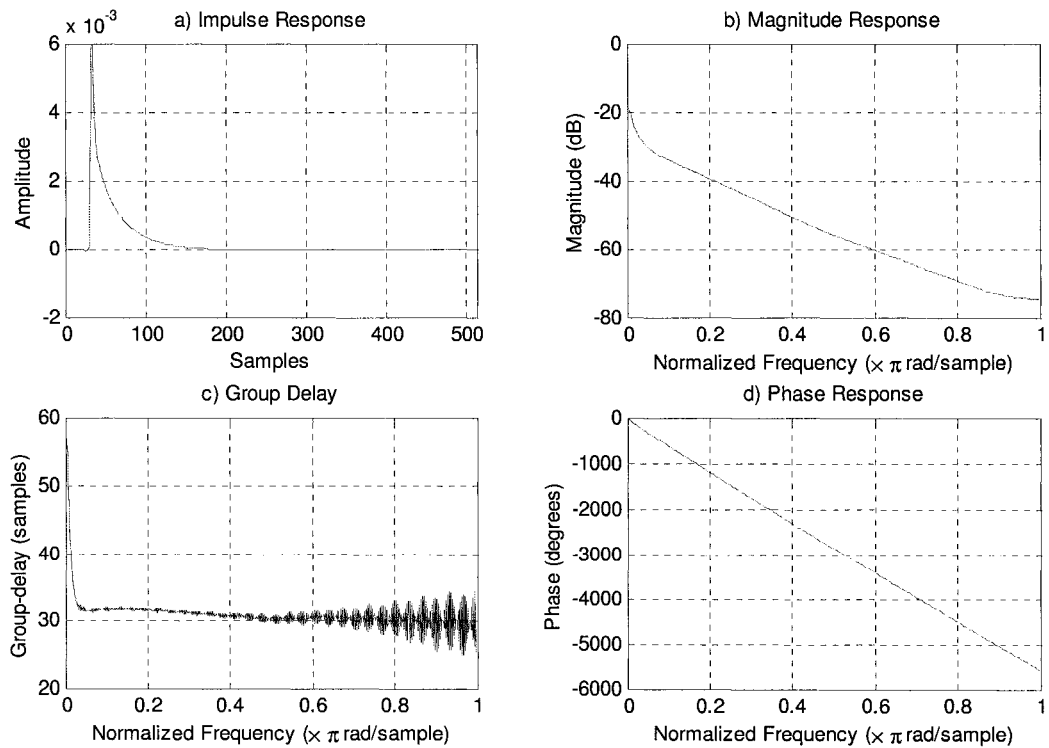 a) Impulse Response
x 10^-3
6
4
2
0
-2
Amplitude
0 100 200 300 400 500
Samples
b) Magnitude Response
0
-20
-40
-60
-80
Magnitude (dB)
0 0.2 0.4 0.6 0.8 1
Normalized Frequency (× π rad/sample)
c) Group Delay
60
50
40
30
20
Group-delay (samples)
0 0.2 0.4 0.6 0.8 1
Normalized Frequency (× π rad/sample)
d) Phase Response
0
-1000
-2000
-3000
-4000
-5000
-6000
Phase (degrees)
0 0.2 0.4 0.6 0.8 1
Normalized Frequency (× π rad/sample)